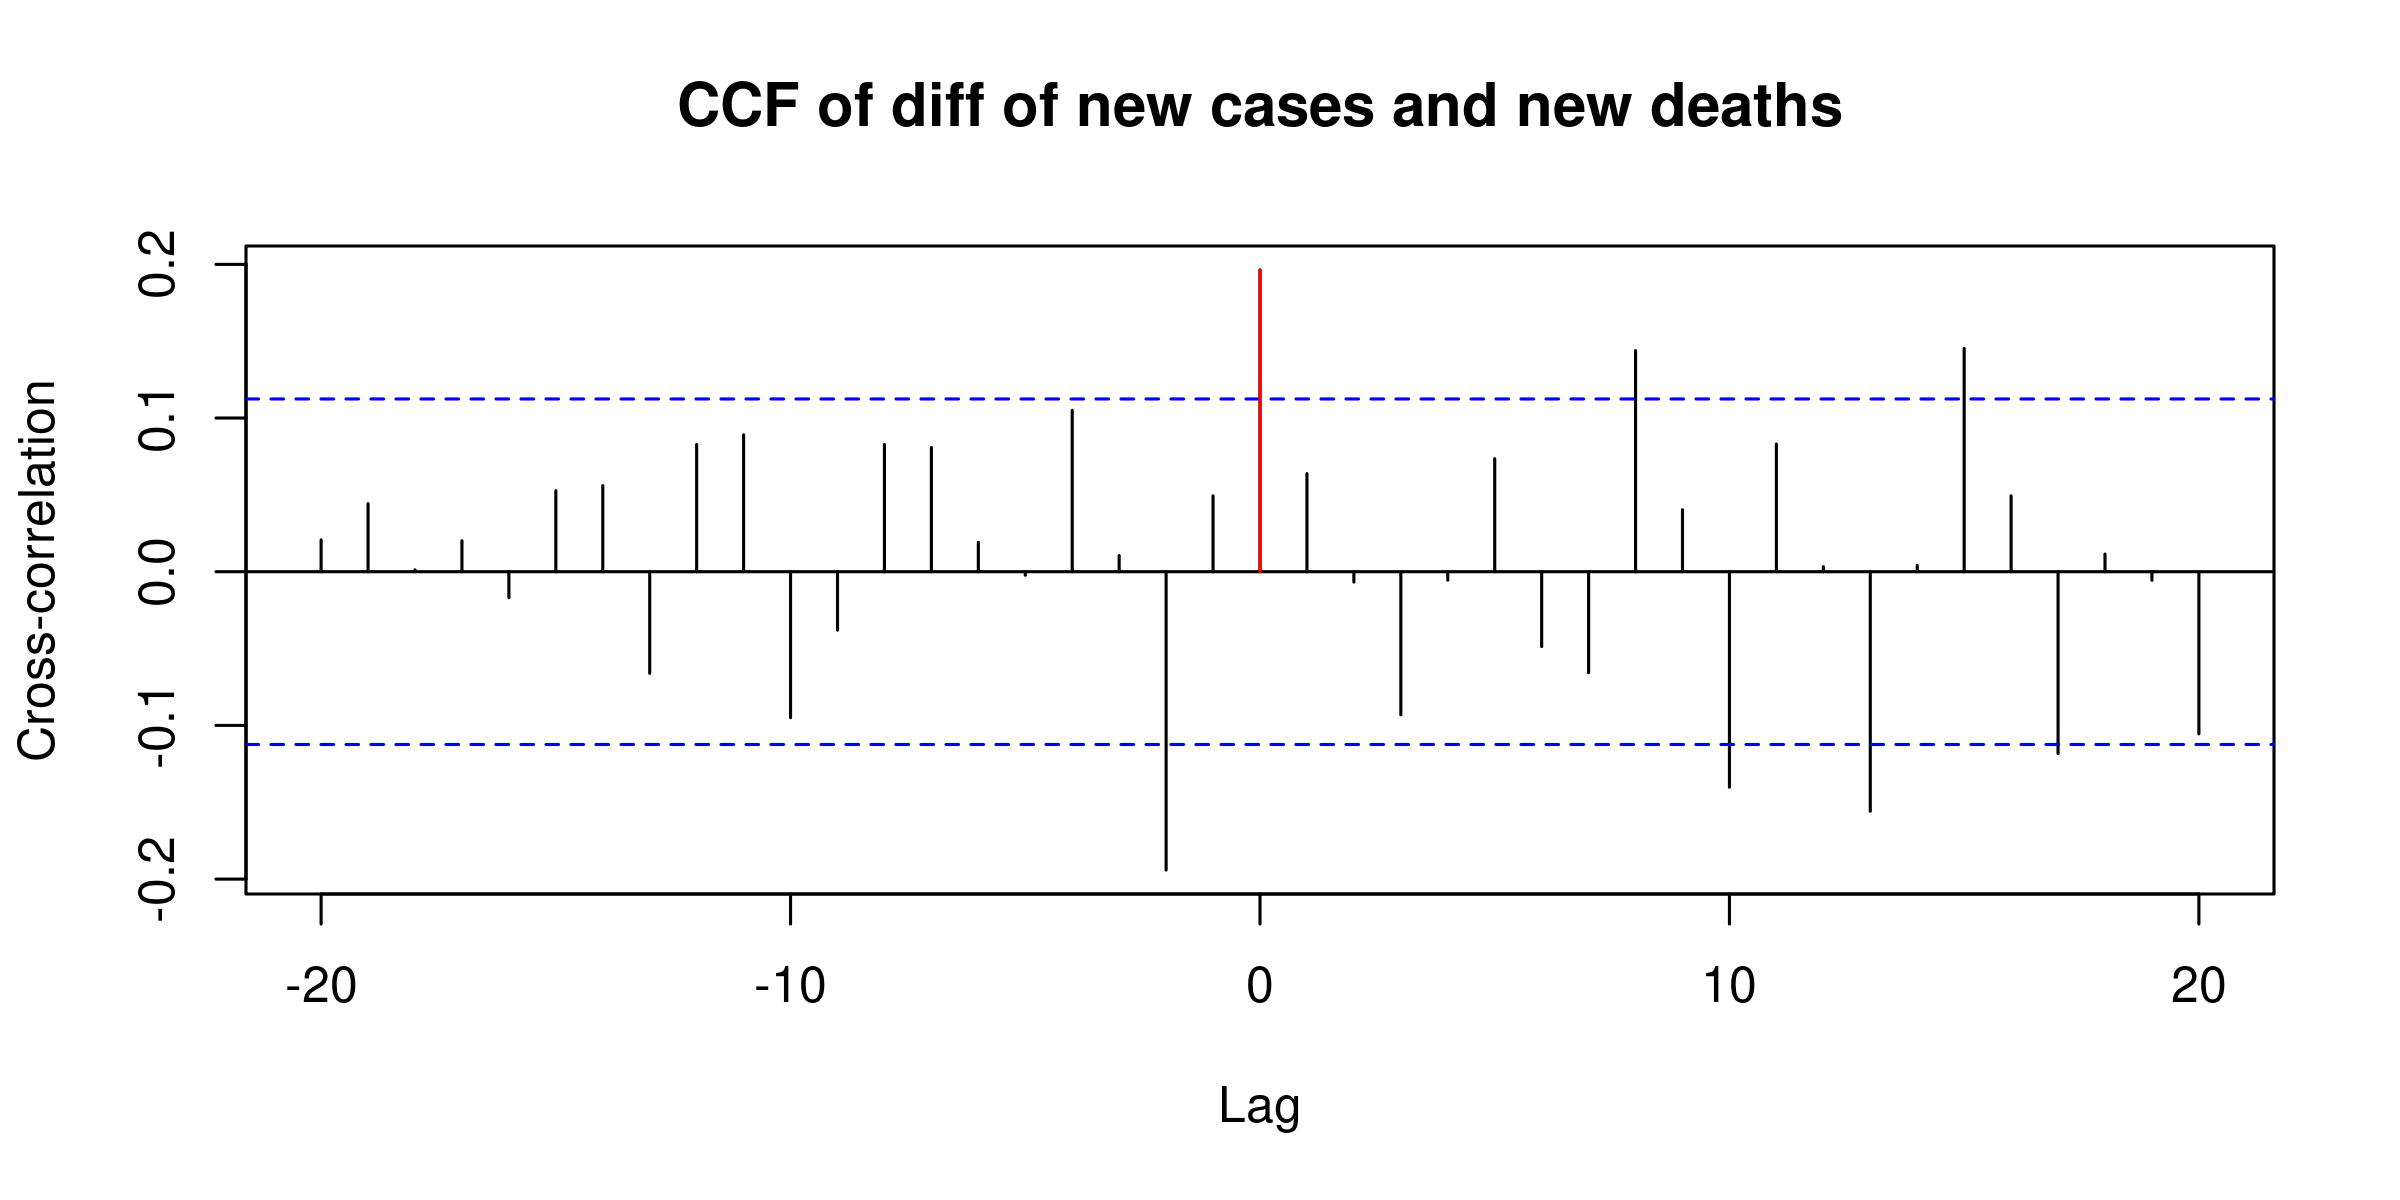 CCF of diff of new cases and new deaths
Cross-correlation
0.2
0.1
0.0
-0.1
-0.2
-20 -10 0 10 20
Lag